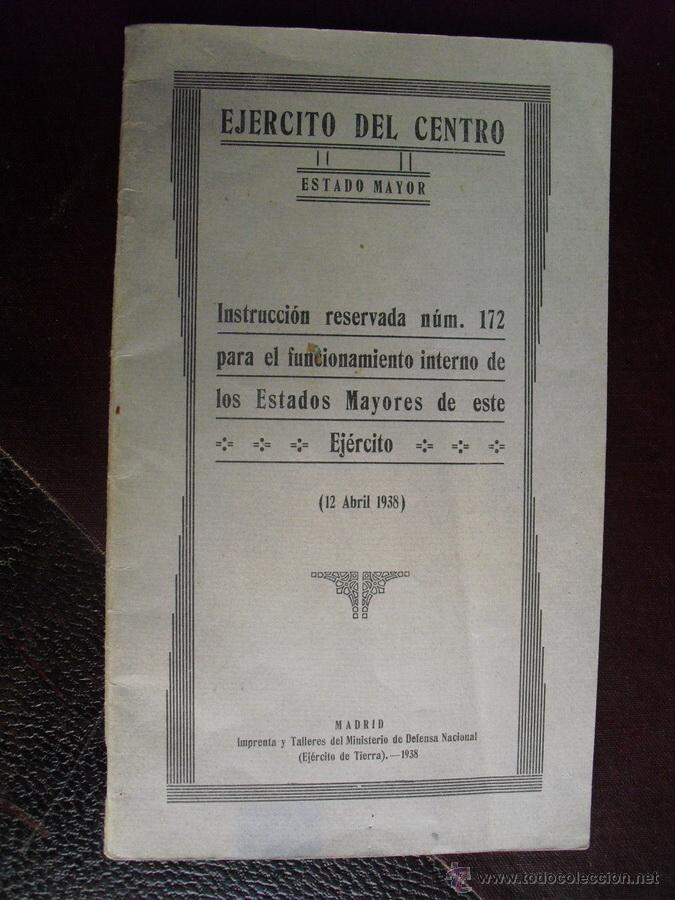 EJERCITO DEL CENTRO
ESTADO MAYOR
Instrucción reservada núm. 172
para el funcionamiento interno de
los Estados Mayores de este
Ejército
(12 Abril 1938)
MADRID
Imprenta y Talleres del Ministerio de Defensa Nacional
(Ejército de Tierra).—1938
www.todocoleccion.net